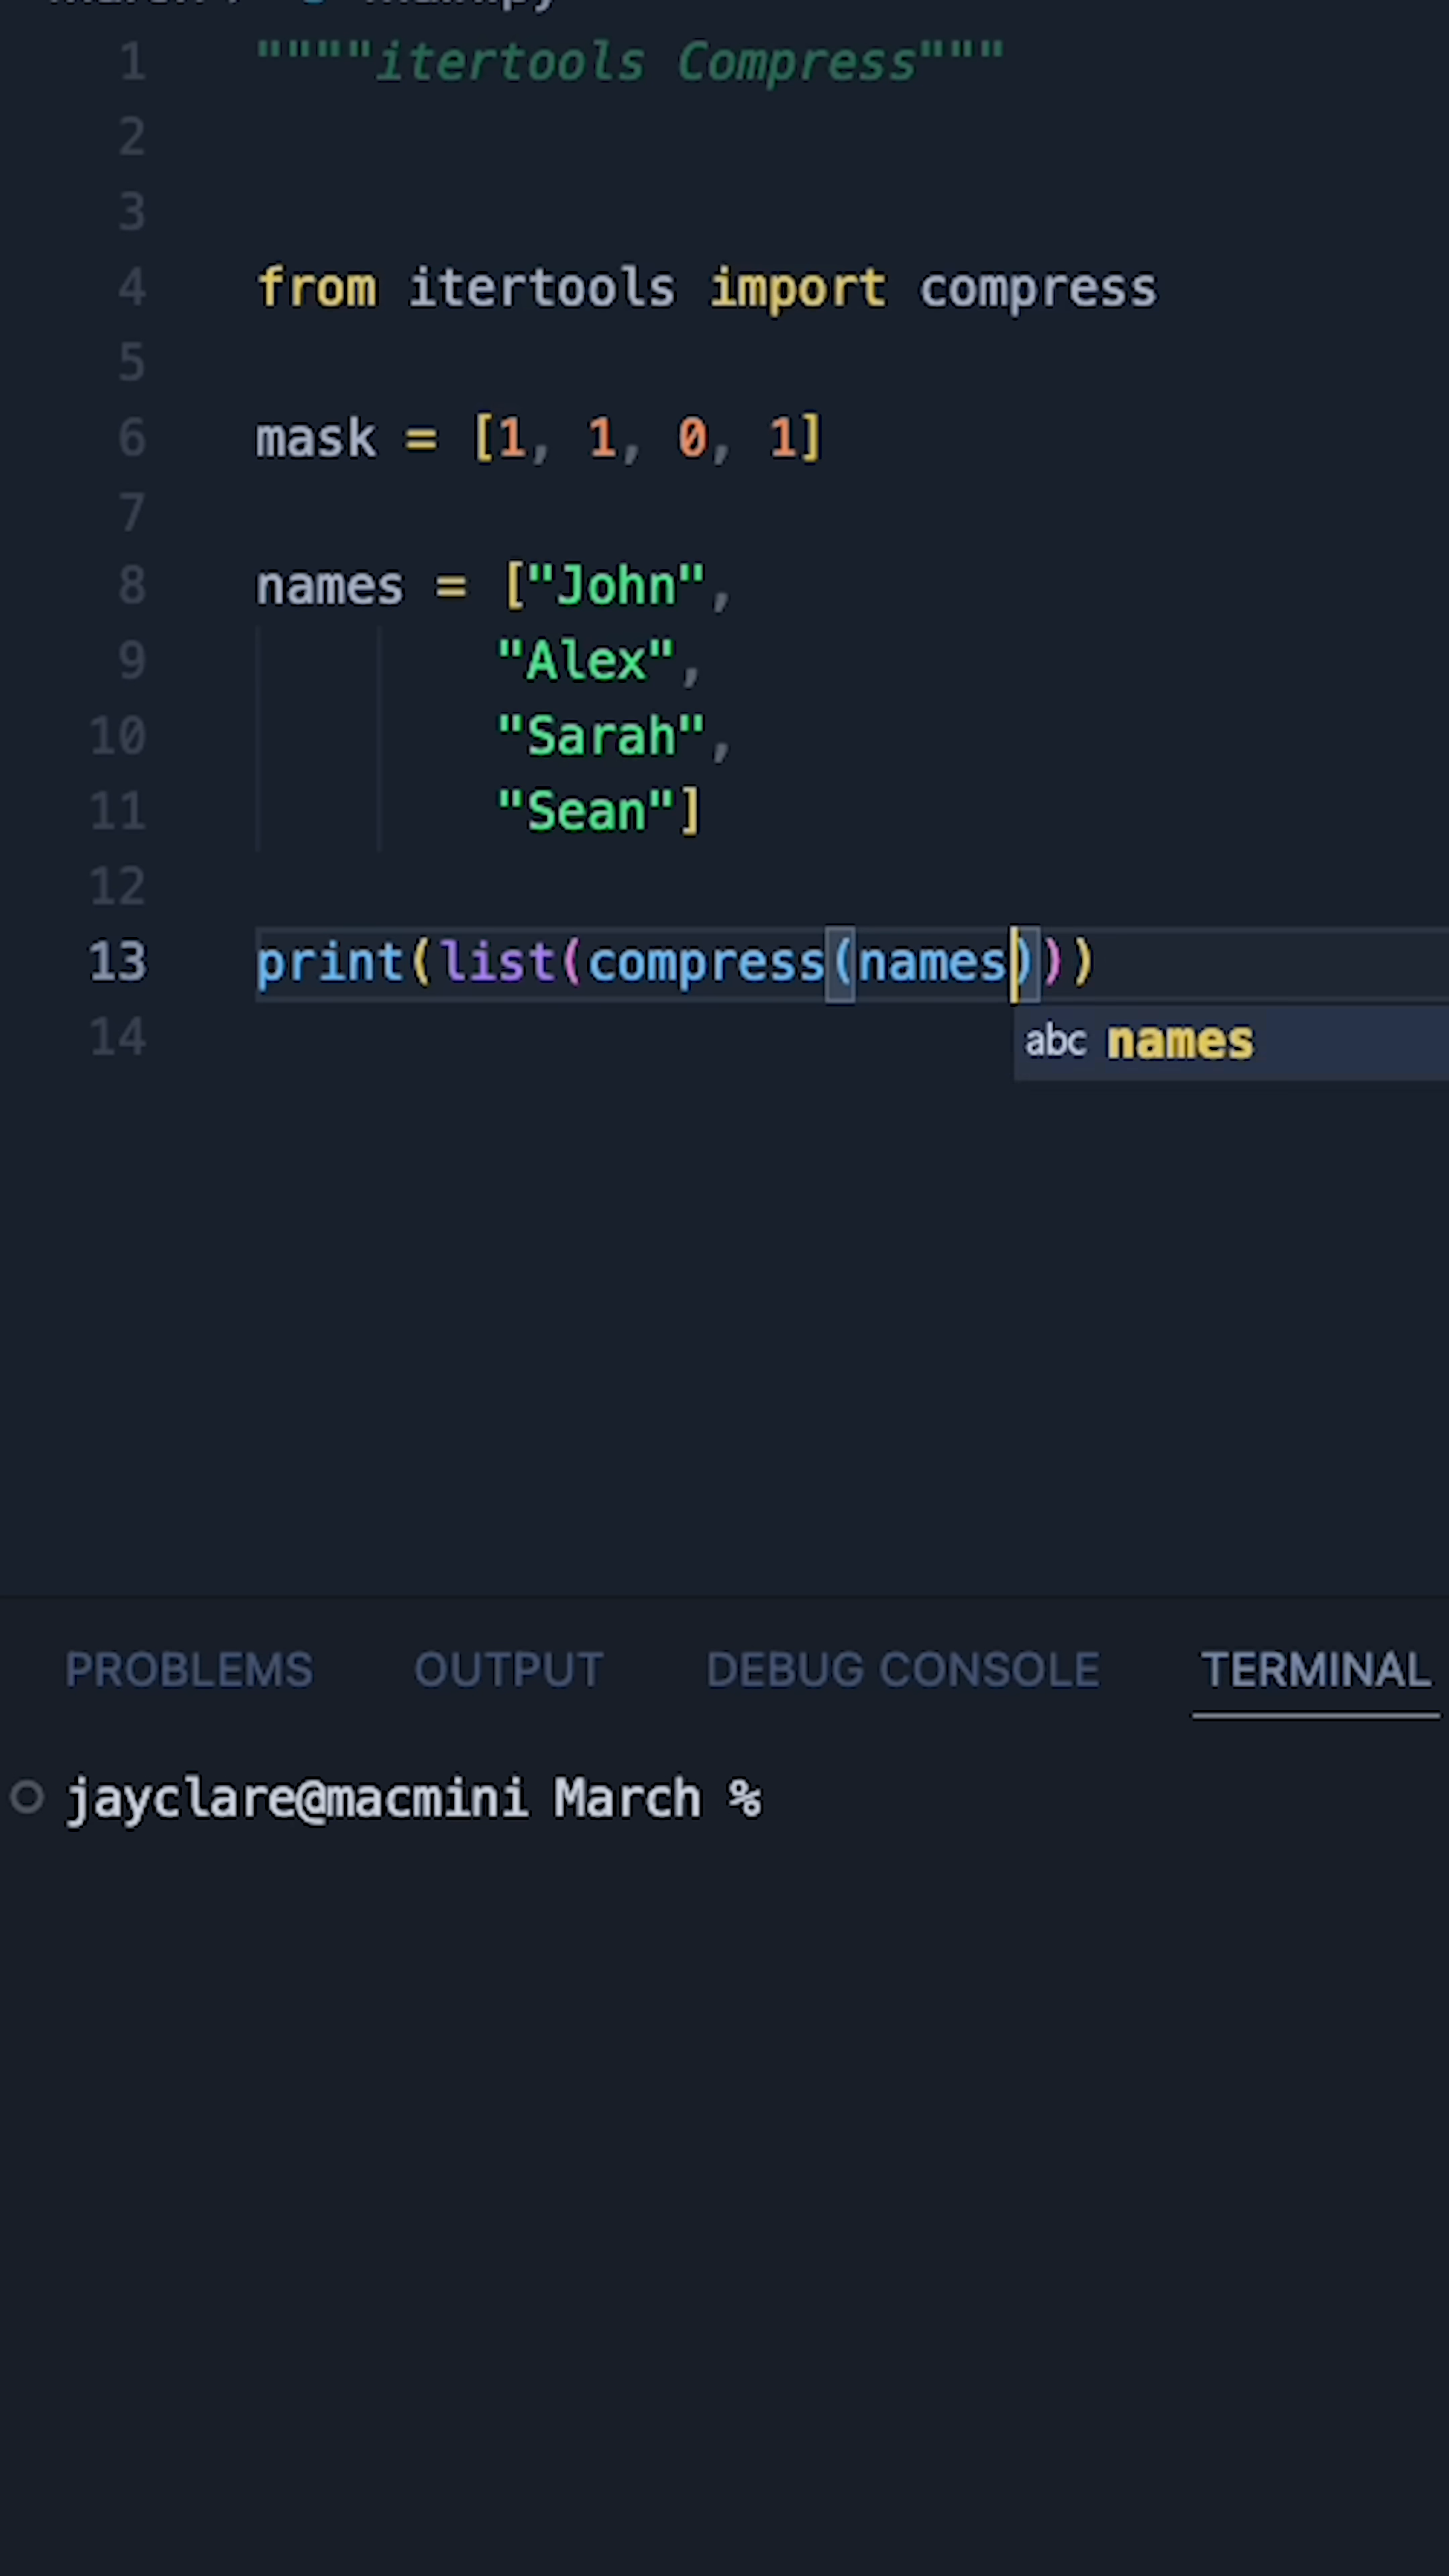 1 """"itertools Compress"""
2
3
4 from itertools import compress
5
6 mask = [1, 1, 0, 1]
7
8 names = ["John",
9 "Alex",
10 "Sarah",
11 "Sean"]
12
13 print(list(compress(names)))
14
abc names
PROBLEMS OUTPUT DEBUG CONSOLE TERMINAL
jayclare@macmini March %